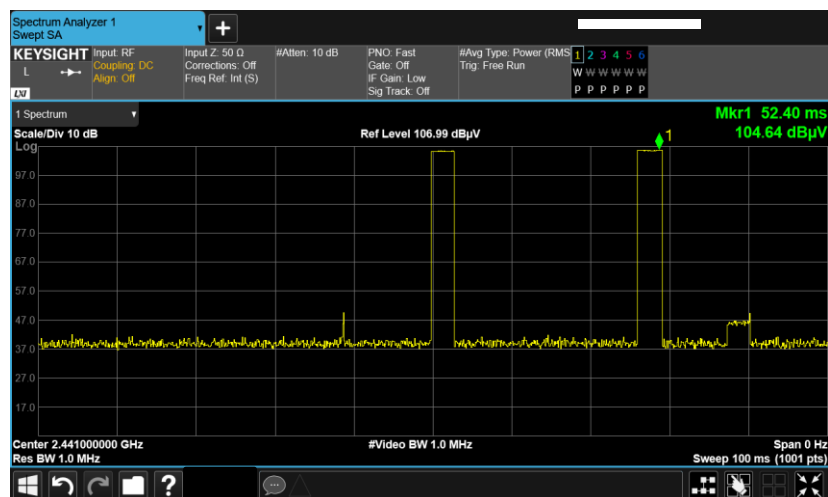 Spectrum Analyzer 1
Swept SA
+
KEYSIGHT
L
LXI
Input: RF
Coupling: DC
Align: Off
Input Z: 50 Ω
Corrections: Off
Freq Ref: Int (S)
#Atten: 10 dB
PNO: Fast
Gate: Off
IF Gain: Low
Sig Track: Off
#Avg Type: Power (RMS
Trig: Free Run
1 2 3 4 5 6
W W W W W W
P P P P P P
1 Spectrum
Mkr1 52.40 ms
Scale/Div 10 dB
Ref Level 106.99 dBµV
104.64 dBµV
Log
1
97.0
87.0
77.0
67.0
57.0
47.0
37.0
27.0
17.0
Center 2.441000000 GHz
#Video BW 1.0 MHz
Span 0 Hz
Res BW 1.0 MHz
Sweep 100 ms (1001 pts)
?